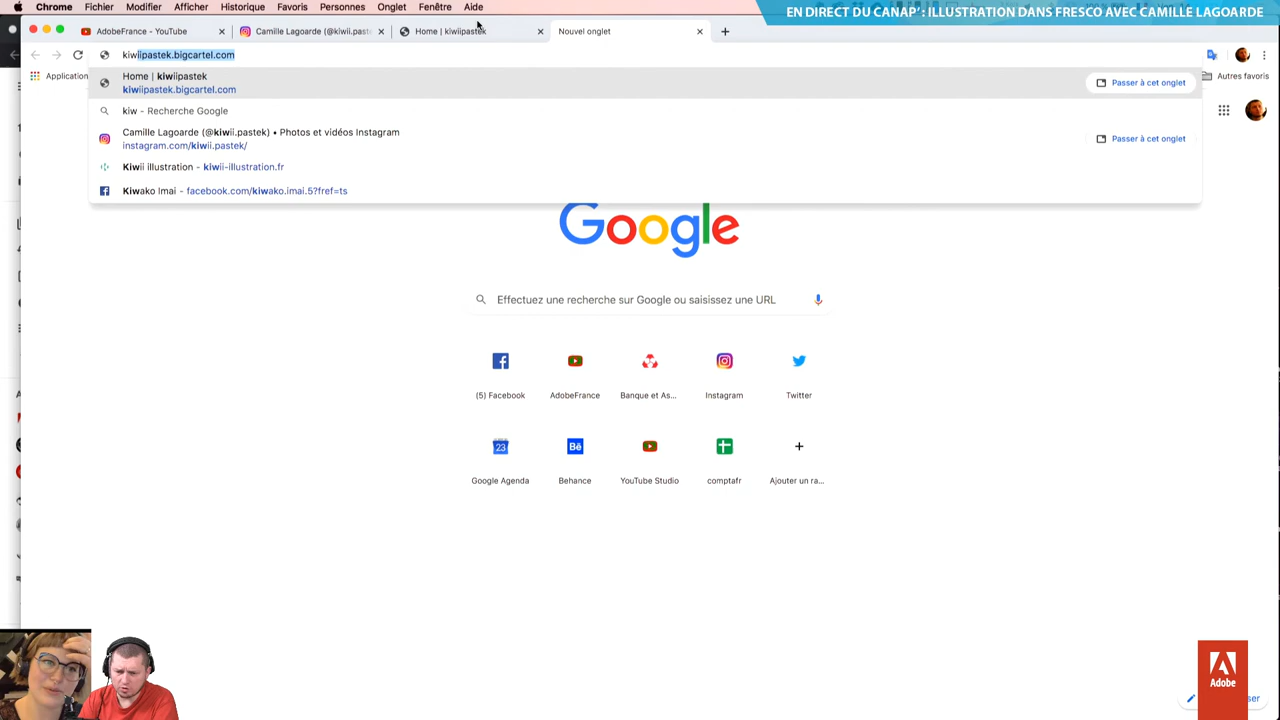 Chrome Fichier Modifier Afficher Historique Favoris Personnes Onglet Fenêtre Aide
EN DIRECT DU CANAP' : ILLUSTRATION DANS FRESCO AVEC CAMILLE LAGOARDE
AdobeFrance - YouTube Camille Lagoarde (@kiwii.past Home | kiwiipastek Nouvel onglet
kiwiipastek.bigcartel.com
Application Autres favoris
Home | kiwiipastek
kiwiipastek.bigcartel.com Passer à cet onglet
kiw - Recherche Google
Camille Lagoarde (@kiwii.pastek) • Photos et vidéos Instagram
instagram.com/kiwii.pastek/ Passer à cet onglet
Kiwii illustration - kiwii-illustration.fr
Kiwako Imai - facebook.com/kiwako.imai.5?fref=ts
Google
Effectuez une recherche sur Google ou saisissez une URL
(5) Facebook AdobeFrance Banque et As... Instagram Twitter
23 Bē
Google Agenda Behance YouTube Studio comptafr Ajouter un ra...
Adobe
ser